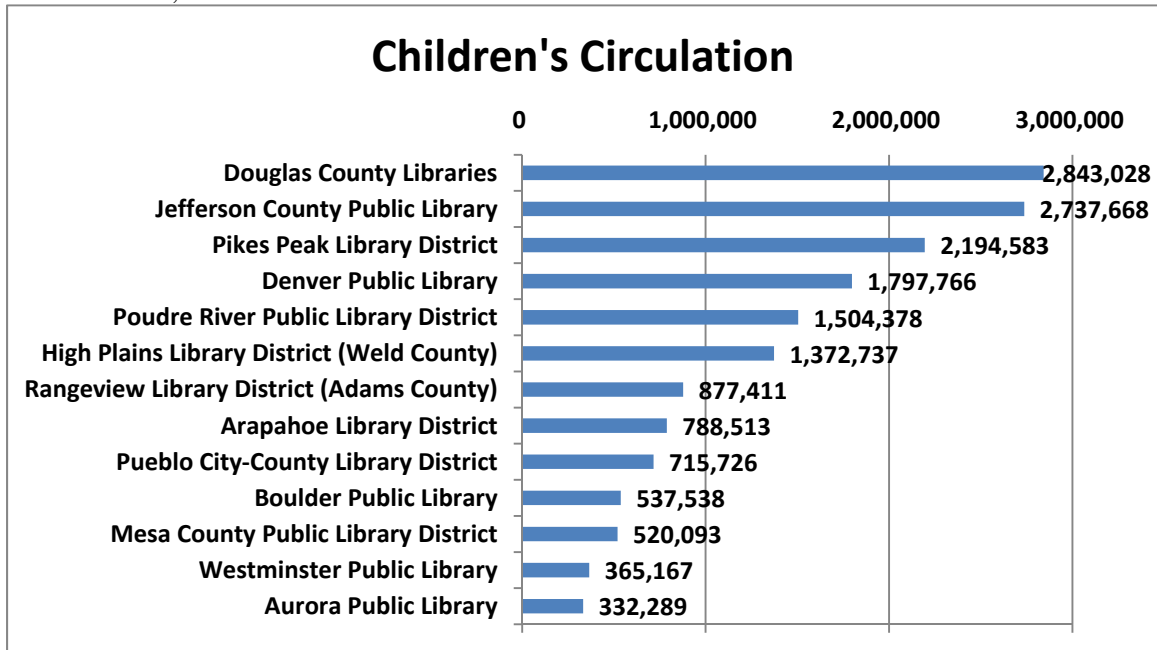 Children's Circulation
0 1,000,000 2,000,000 3,000,000
Douglas County Libraries 2,843,028
Jefferson County Public Library 2,737,668
Pikes Peak Library District 2,194,583
Denver Public Library 1,797,766
Poudre River Public Library District 1,504,378
High Plains Library District (Weld County) 1,372,737
Rangeview Library District (Adams County) 877,411
Arapahoe Library District 788,513
Pueblo City-County Library District 715,726
Boulder Public Library 537,538
Mesa County Public Library District 520,093
Westminster Public Library 365,167
Aurora Public Library 332,289